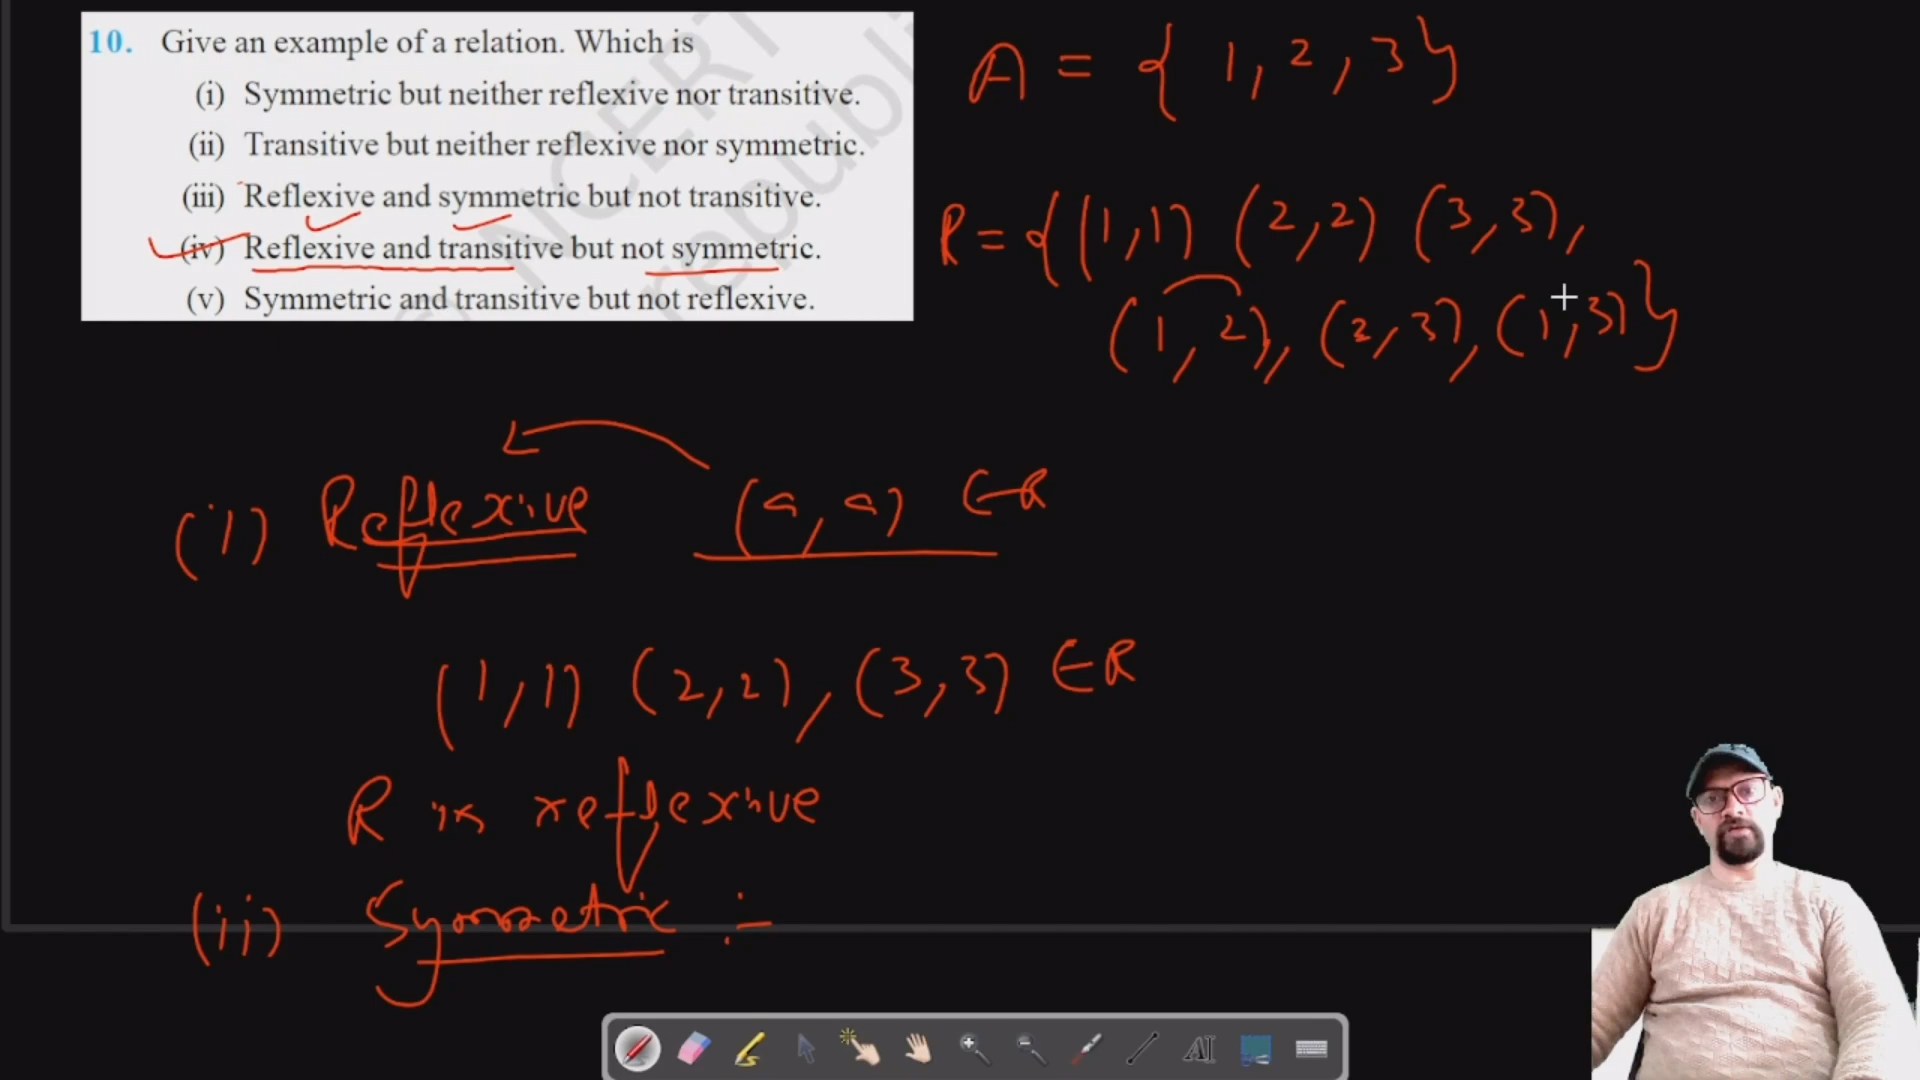 10. Give an example of a relation. Which is
(i) Symmetric but neither reflexive nor transitive.
(ii) Transitive but neither reflexive nor symmetric.
(iii) Reflexive and symmetric but not transitive.
(iv) Reflexive and transitive but not symmetric.
(v) Symmetric and transitive but not reflexive.
NCERT
republi
A = { 1, 2, 3}
R = {(1,1) (2,2) (3,3),
(1, 2), (2,3), (1,3)}
(i) Reflexive (a, a) ∈ R
(1,1) (2,2), (3,3) ∈ R
R is reflexive
(ii) Symmetric :-
AI